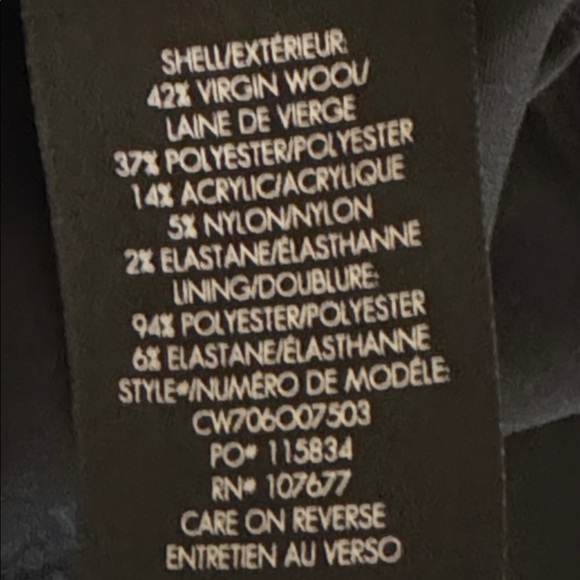 SHELL/EXTÉRIEUR:
42% VIRGIN WOOL/
LAINE DE VIERGE
37% POLYESTER/POLYESTER
14% ACRYLIC/ACRYLIQUE
5% NYLON/NYLON
2% ELASTANE/ÉLASTHANNE
LINING/DOUBLURE:
94% POLYESTER/POLYESTER
6% ELASTANE/ÉLASTHANNE
STYLE#/NUMÉRO DE MODÉLE:
CW706007503
PO# 115834
RN# 107677
CARE ON REVERSE
ENTRETIEN AU VERSO